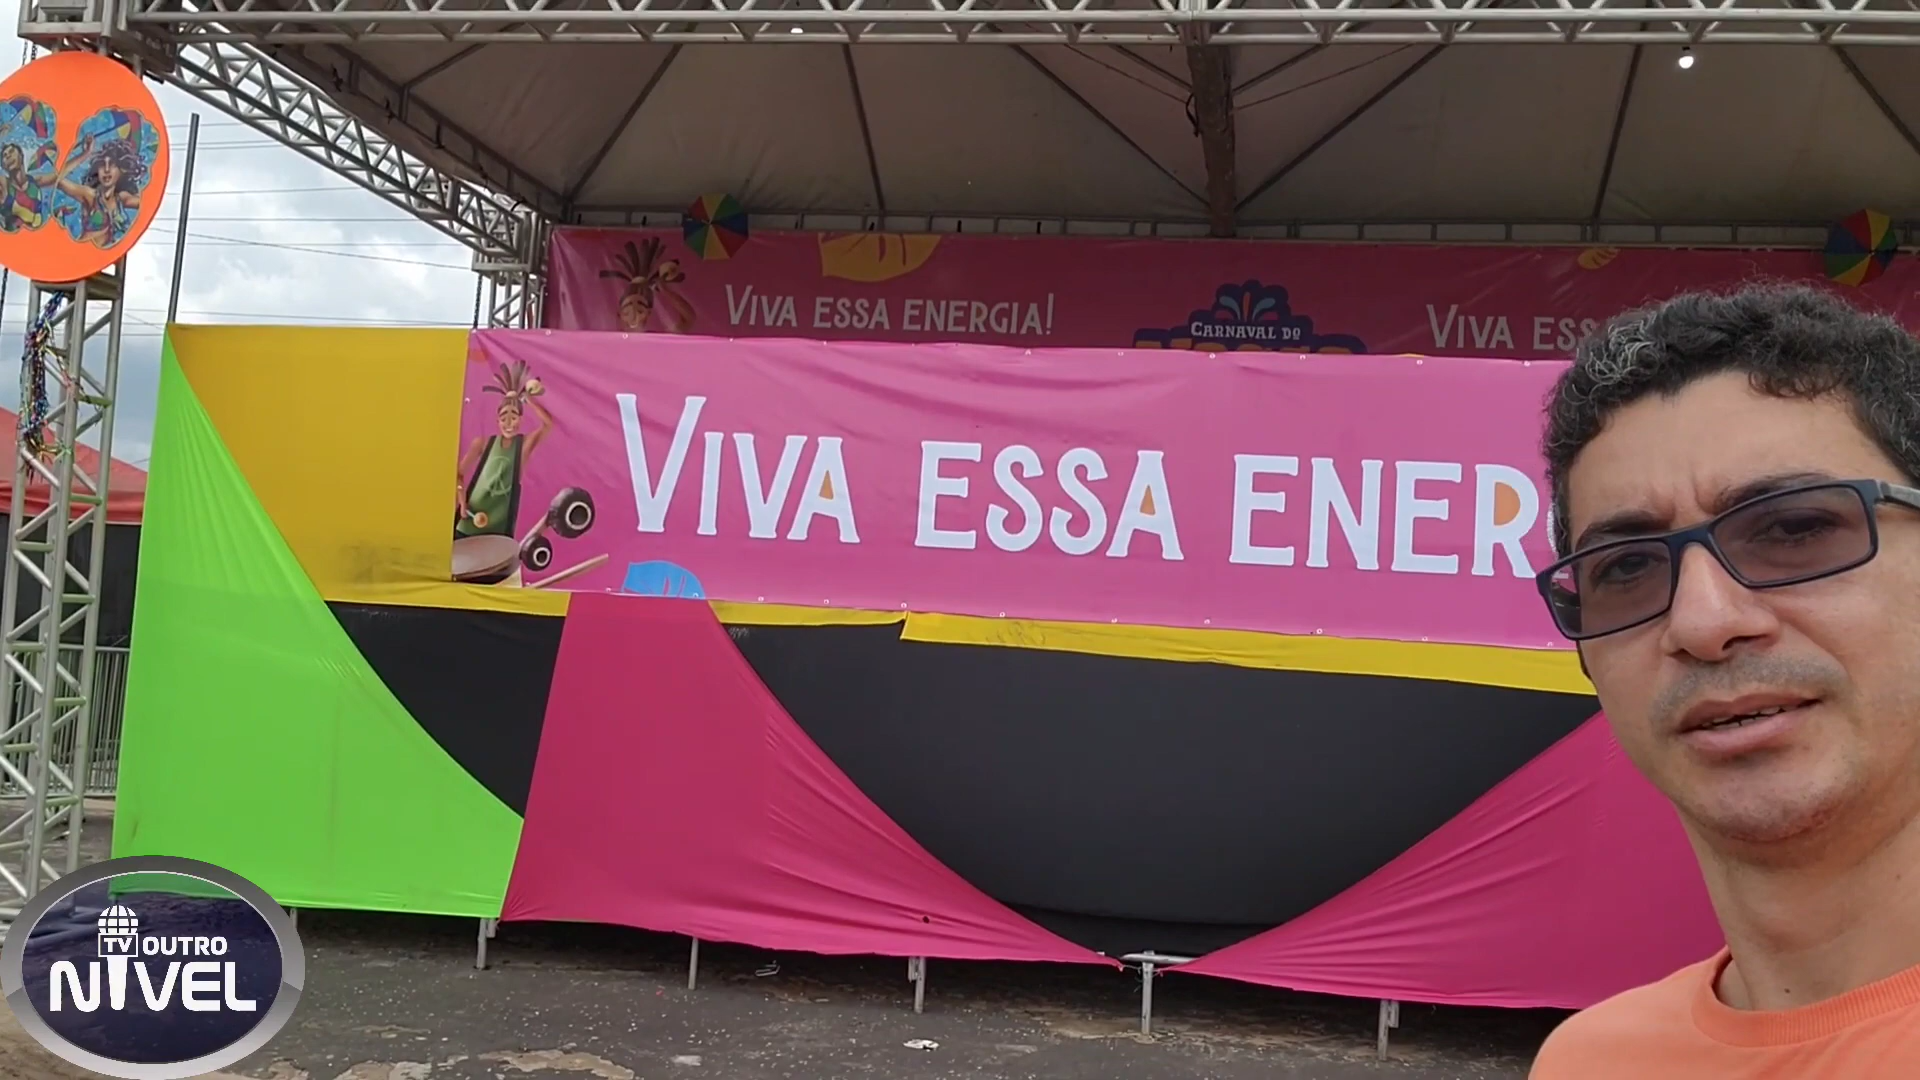 VIVA ESSA ENERGIA!
CARNAVAL DO
VIVA ESS
VIVA ESSA ENER
TV OUTRO
NIVEL